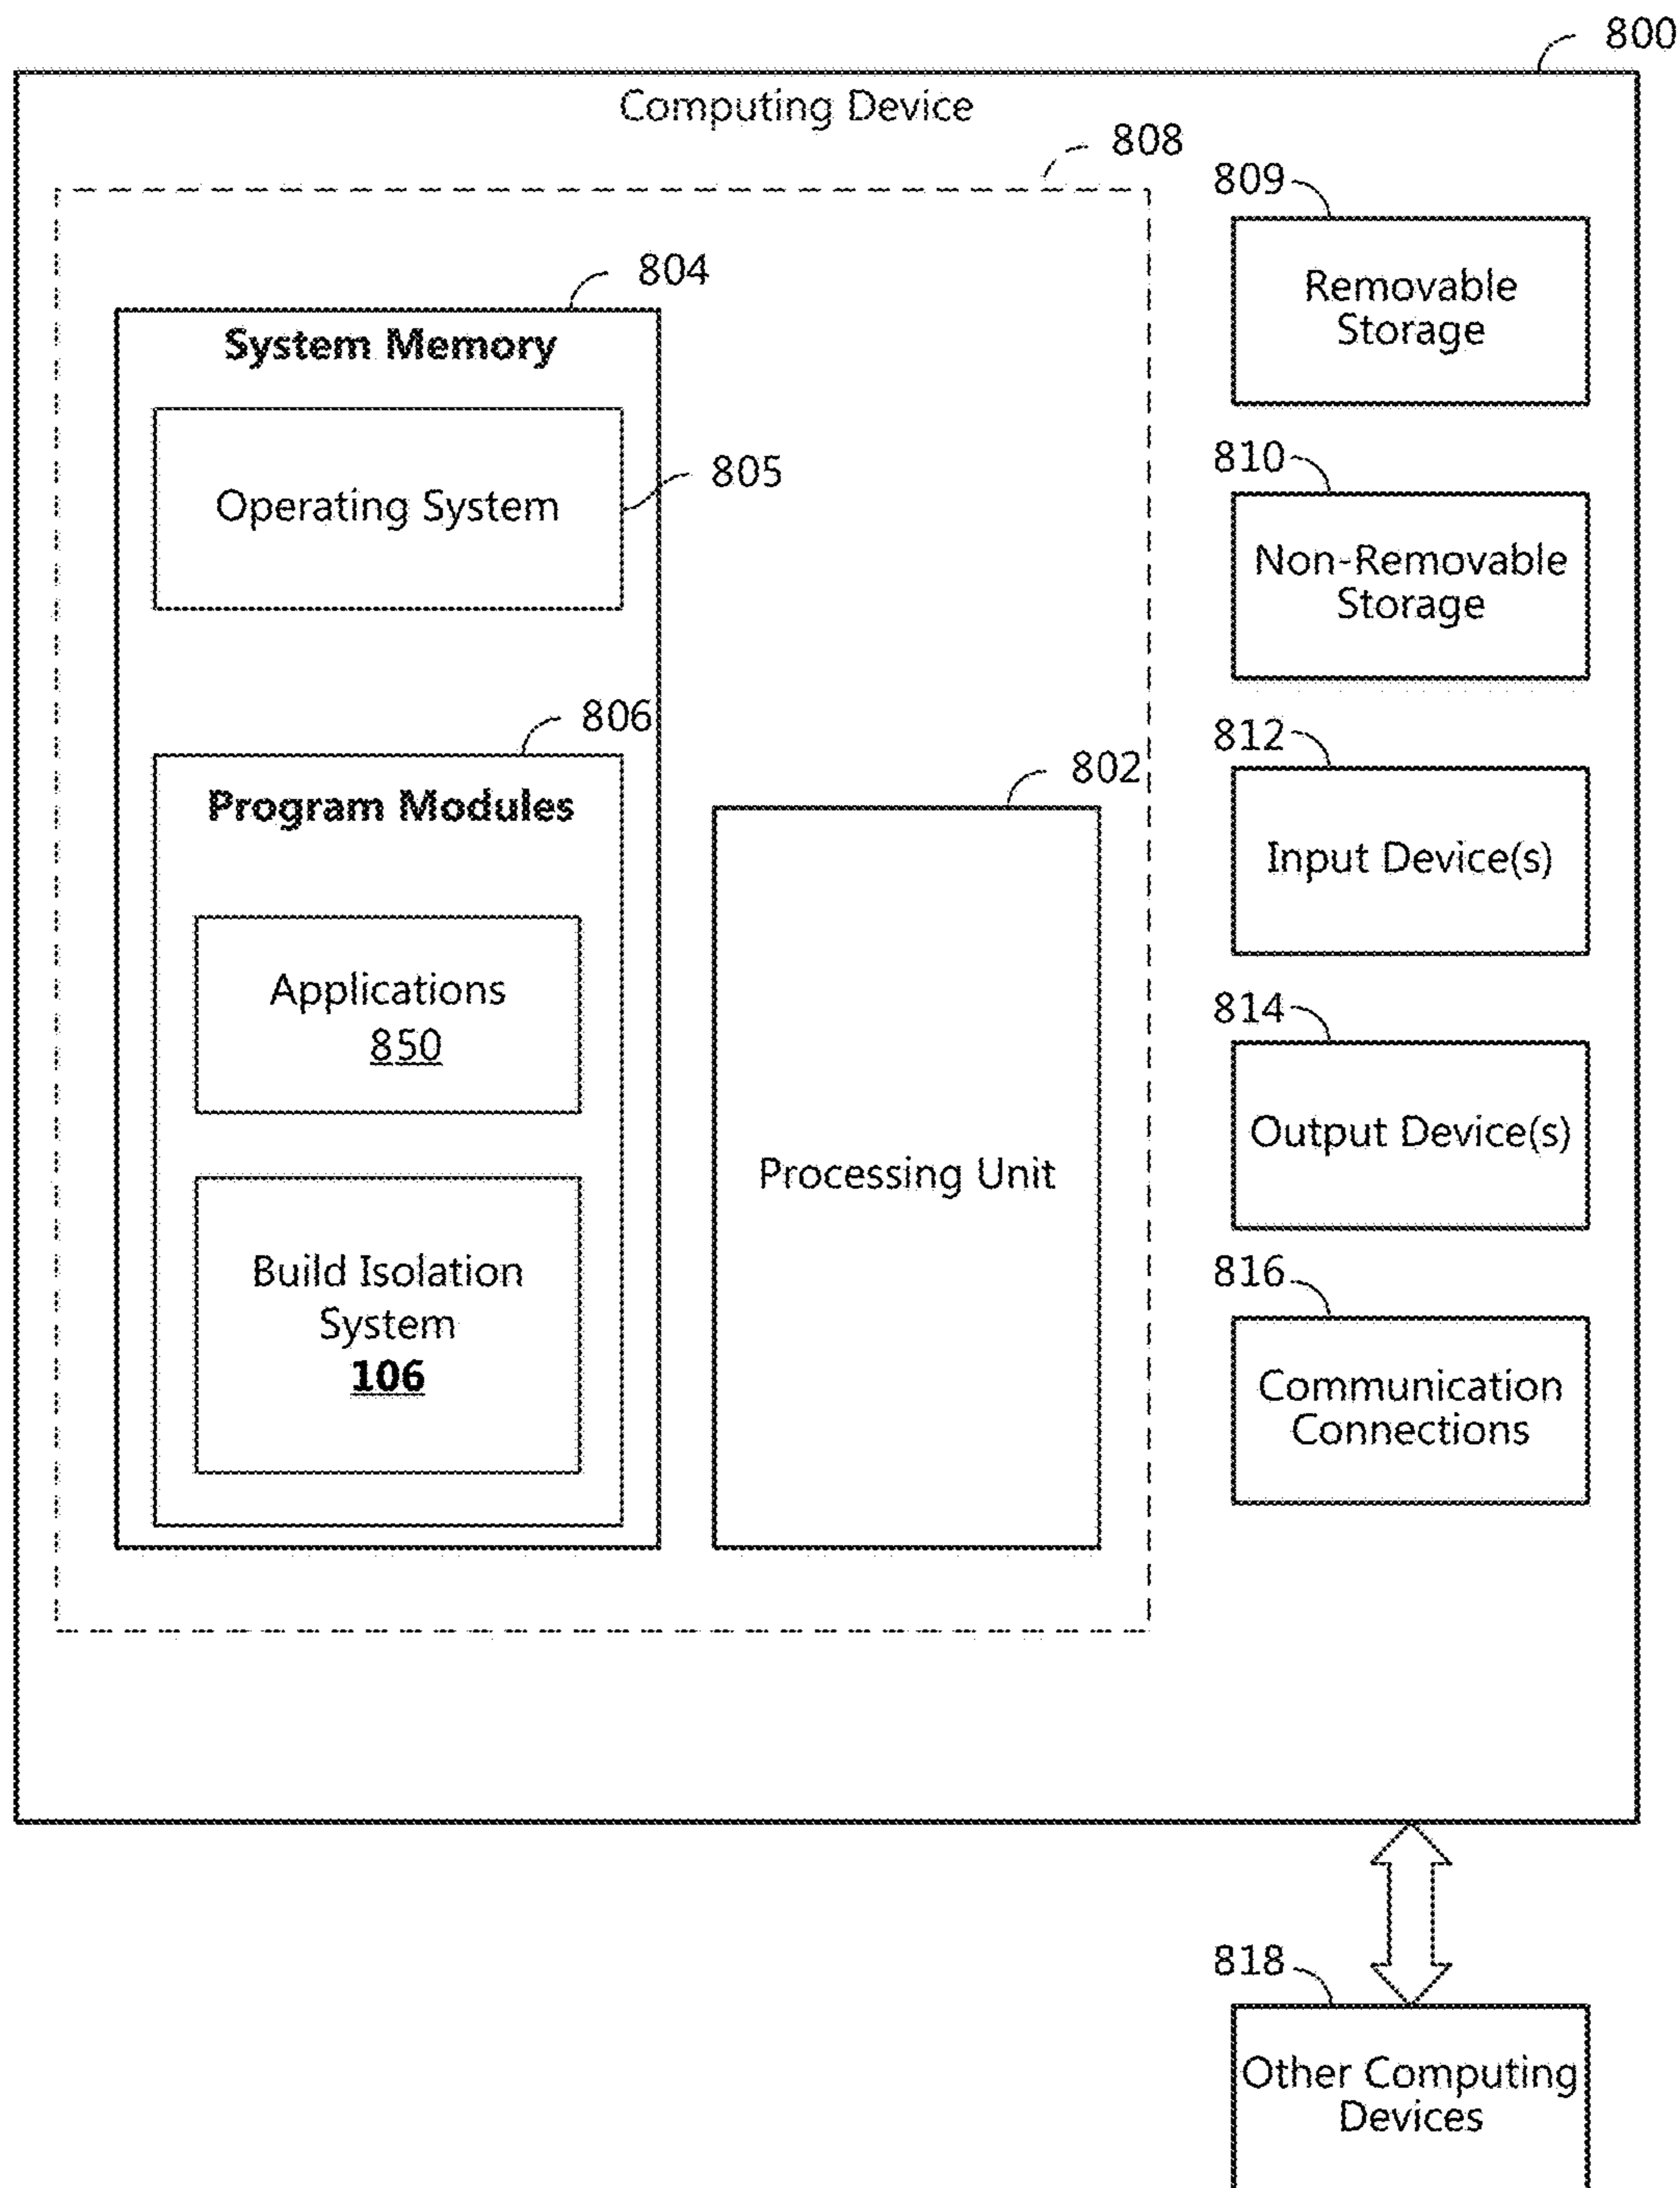 800
Computing Device
808
809
Removable
Storage
804
System Memory
Operating System
805
810
Non-Removable
Storage
806
Program Modules
802
812
Input Device(s)
Applications
850
814
Output Device(s)
Processing Unit
Build Isolation
System
106
816
Communication
Connections
818
Other Computing
Devices